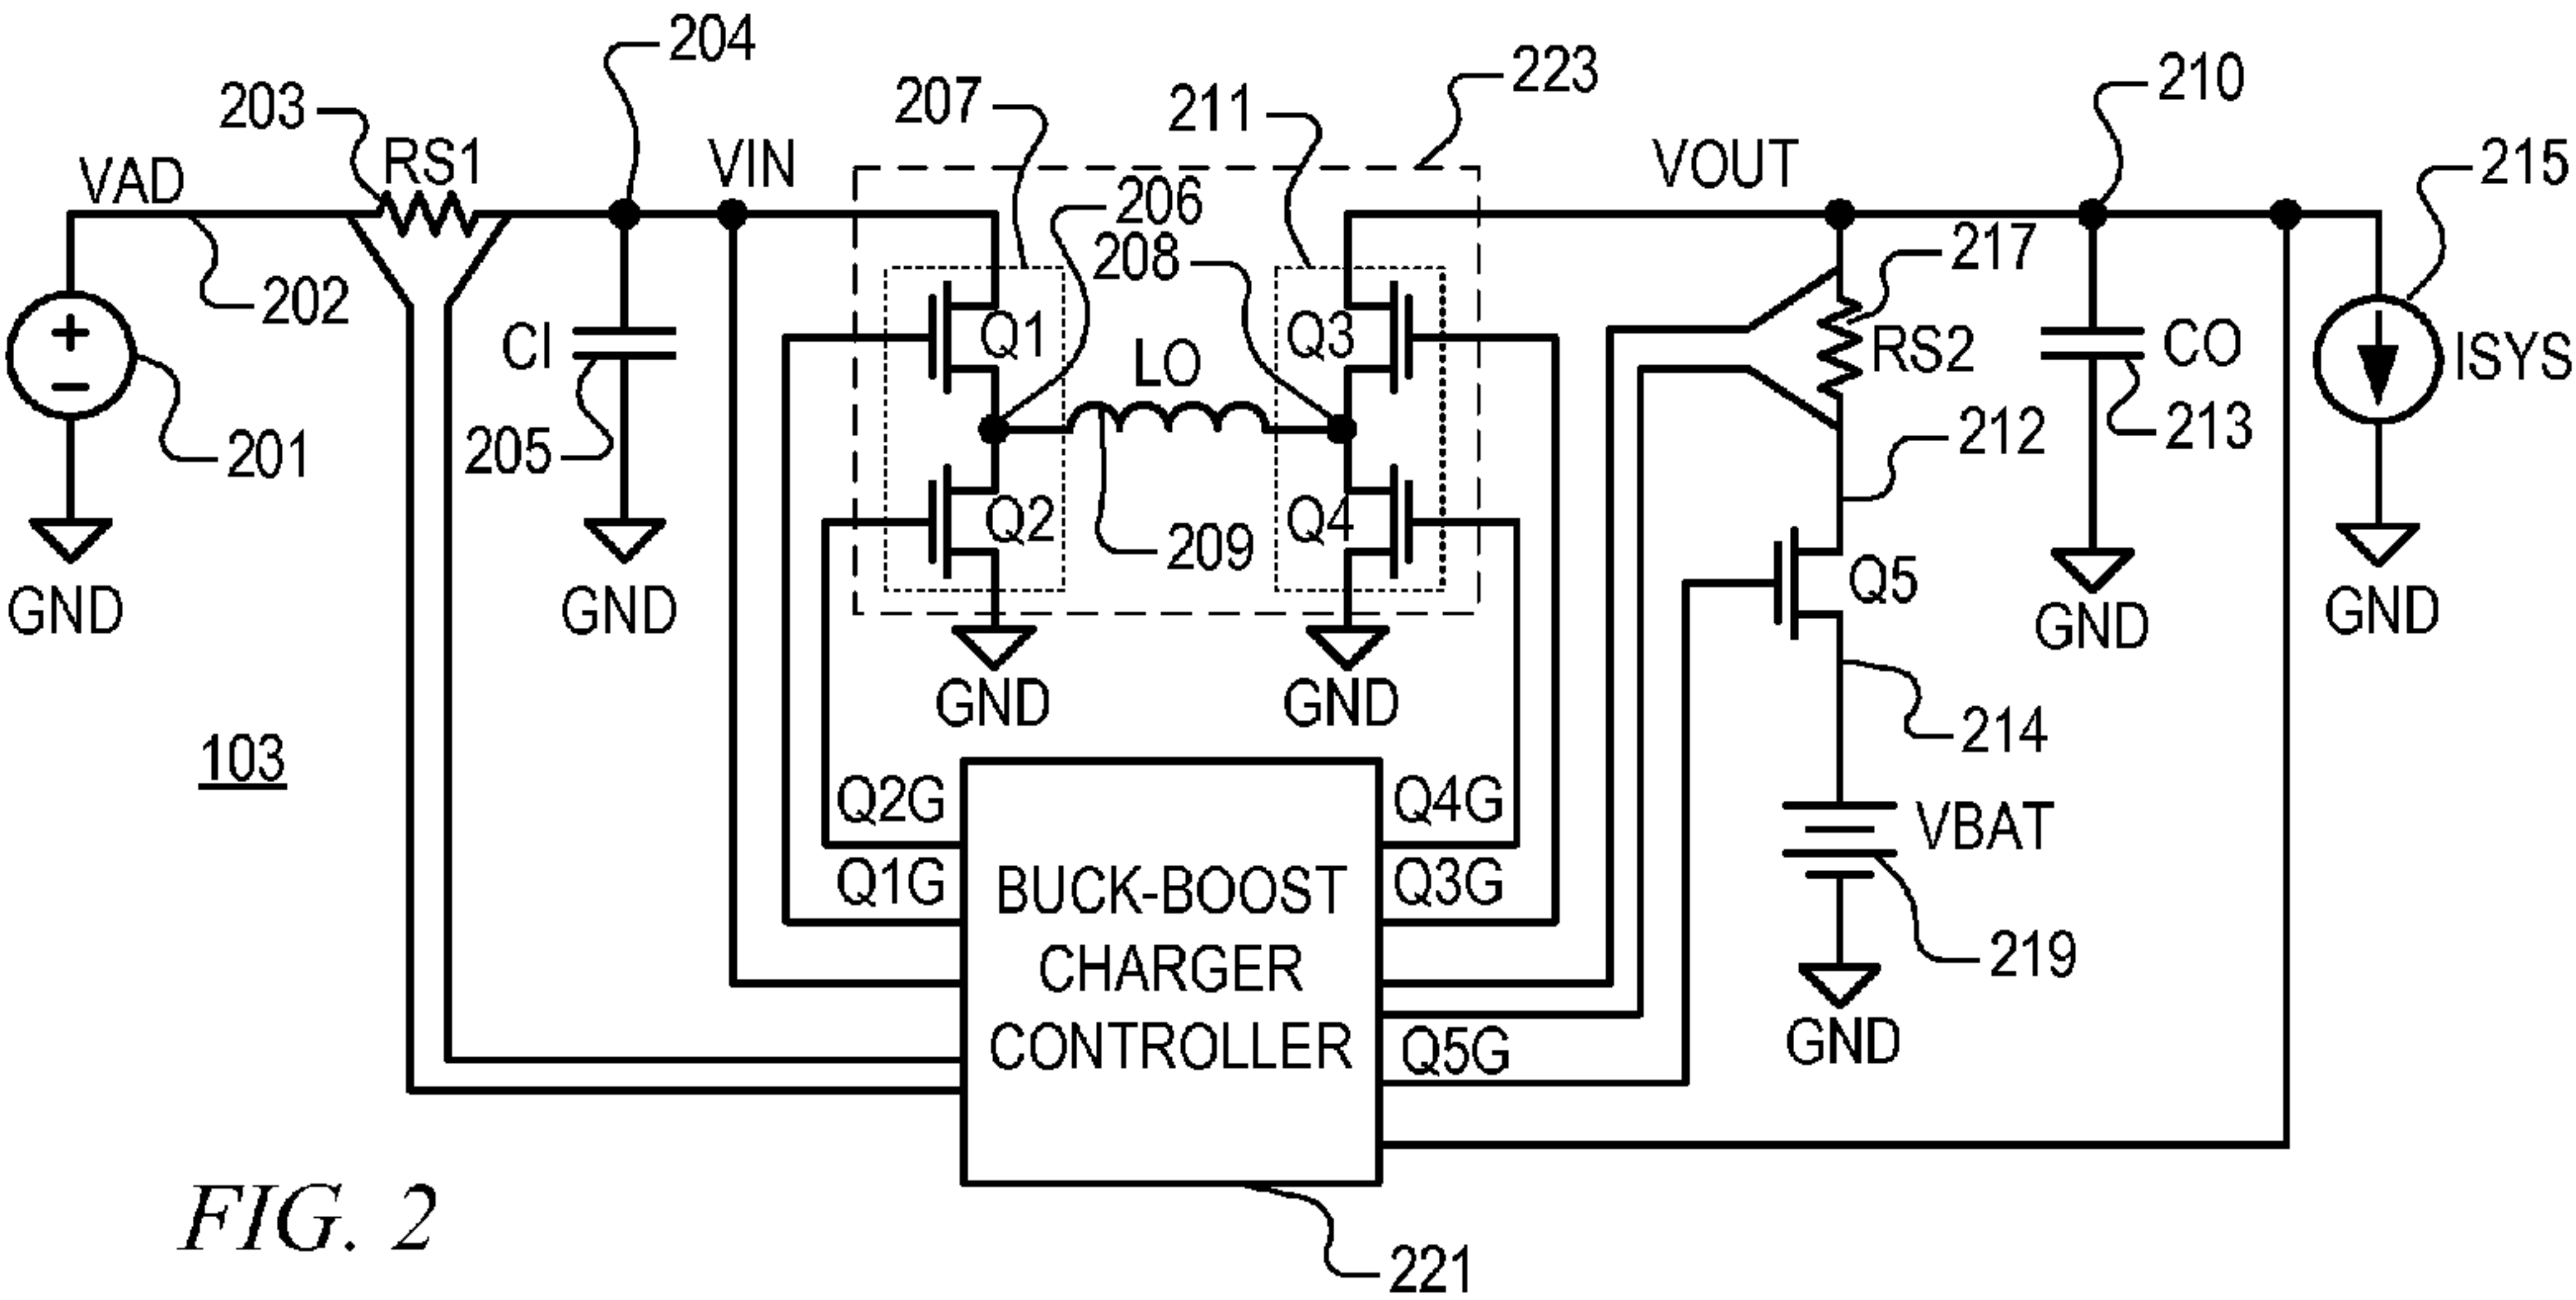 204
223
203
207
211
210
RS1
VIN
VOUT
215
VAD
206
208
217
202
CI
Q1
LO
Q3
RS2
CO
ISYS
201
205
212
213
Q2
209
Q4
Q5
GND
GND
GND
GND
GND
GND
214
103
Q2G
Q4G
VBAT
Q1G
BUCK-BOOST
CHARGER
CONTROLLER
Q3G
219
Q5G
GND
FIG. 2
221